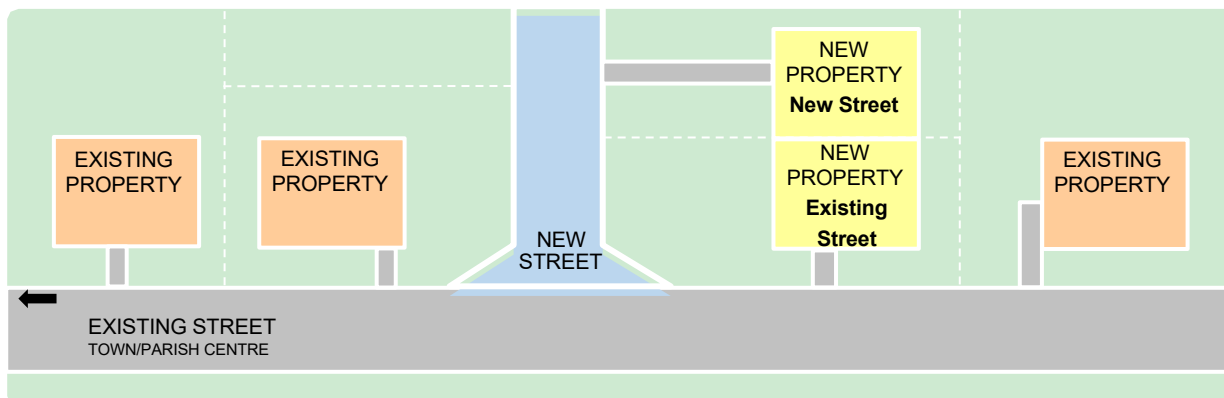 NEW
PROPERTY
New Street
EXISTING
PROPERTY
EXISTING
PROPERTY
NEW
STREET
NEW
PROPERTY
Existing
Street
EXISTING
PROPERTY
EXISTING STREET
TOWN/PARISH CENTRE